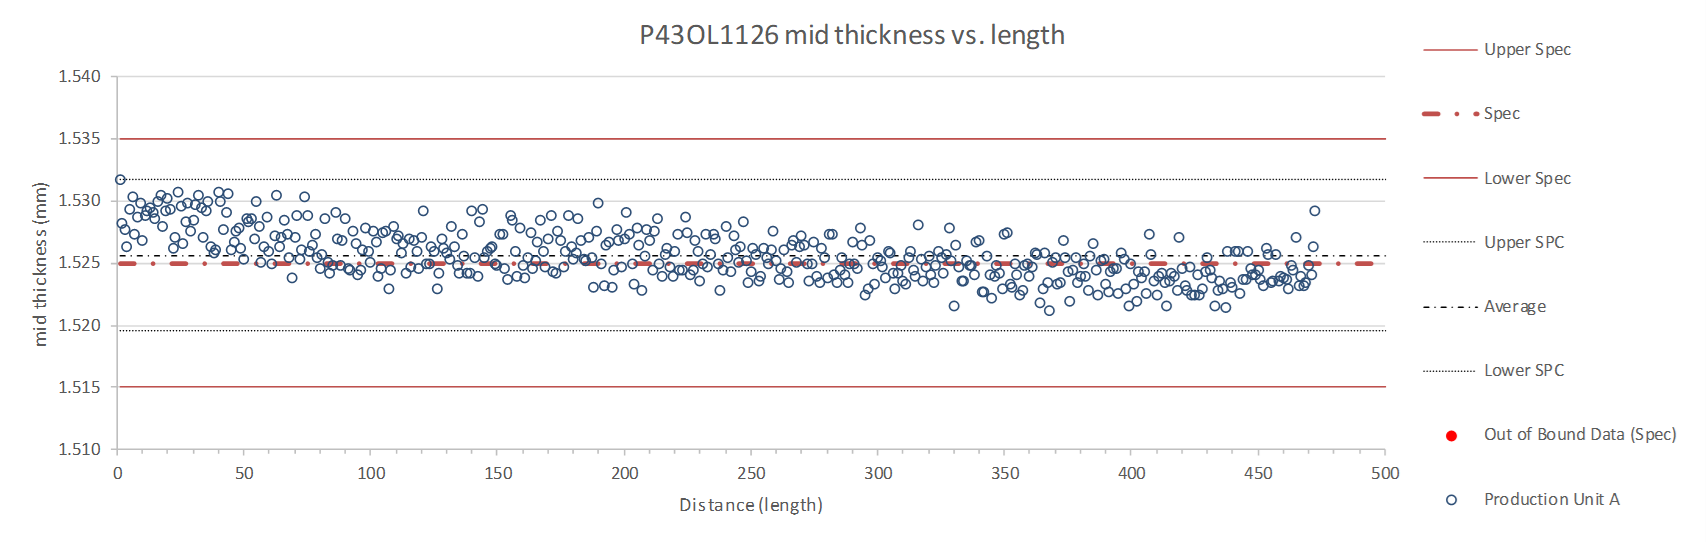 P43OL1126 mid thickness vs. length
Upper Spec
Spec
Lower Spec
Upper SPC
Average
Lower SPC
Out of Bound Data (Spec)
Production Unit A
mid thickness (mm)
1.540
1.535
1.530
1.525
1.520
1.515
1.510
0 50 100 150 200 250 300 350 400 450 500
Distance (length)